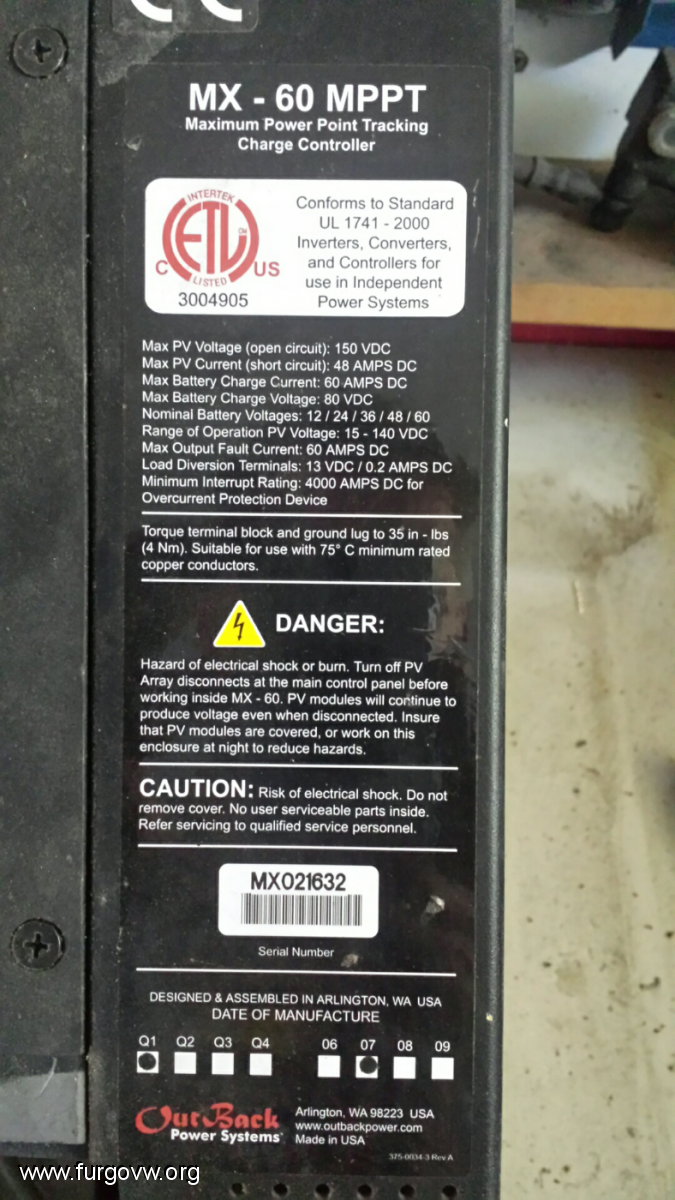 CE
MX - 60 MPPT
Maximum Power Point Tracking
Charge Controller
INTERTEK
ETL CM
LISTED
C US
3004905
Conforms to Standard
UL 1741 - 2000
Inverters, Converters,
and Controllers for
use in Independent
Power Systems
Max PV Voltage (open circuit): 150 VDC
Max PV Current (short circuit): 48 AMPS DC
Max Battery Charge Current: 60 AMPS DC
Max Battery Charge Voltage: 80 VDC
Nominal Battery Voltages: 12 / 24 / 36 / 48 / 60
Range of Operation PV Voltage: 15 - 140 VDC
Max Output Fault Current: 60 AMPS DC
Load Diversion Terminals: 13 VDC / 0.2 AMPS DC
Minimum Interrupt Rating: 4000 AMPS DC for
Overcurrent Protection Device
Torque terminal block and ground lug to 35 in - lbs
(4 Nm). Suitable for use with 75° C minimum rated
copper conductors.
DANGER:
Hazard of electrical shock or burn. Turn off PV
Array disconnects at the main control panel before
working inside MX - 60. PV modules will continue to
produce voltage even when disconnected. Insure
that PV modules are covered, or work on this
enclosure at night to reduce hazards.
CAUTION: Risk of electrical shock. Do not
remove cover. No user serviceable parts inside.
Refer servicing to qualified service personnel.
MX021632
Serial Number
DESIGNED & ASSEMBLED IN ARLINGTON, WA USA
DATE OF MANUFACTURE
Q1 Q2 Q3 Q4 06 07 08 09
OutBack
Power Systems
Arlington, WA 98223 USA
www.outbackpower.com
Made in USA
375-0034-3 Rev A
www.furgovw.org